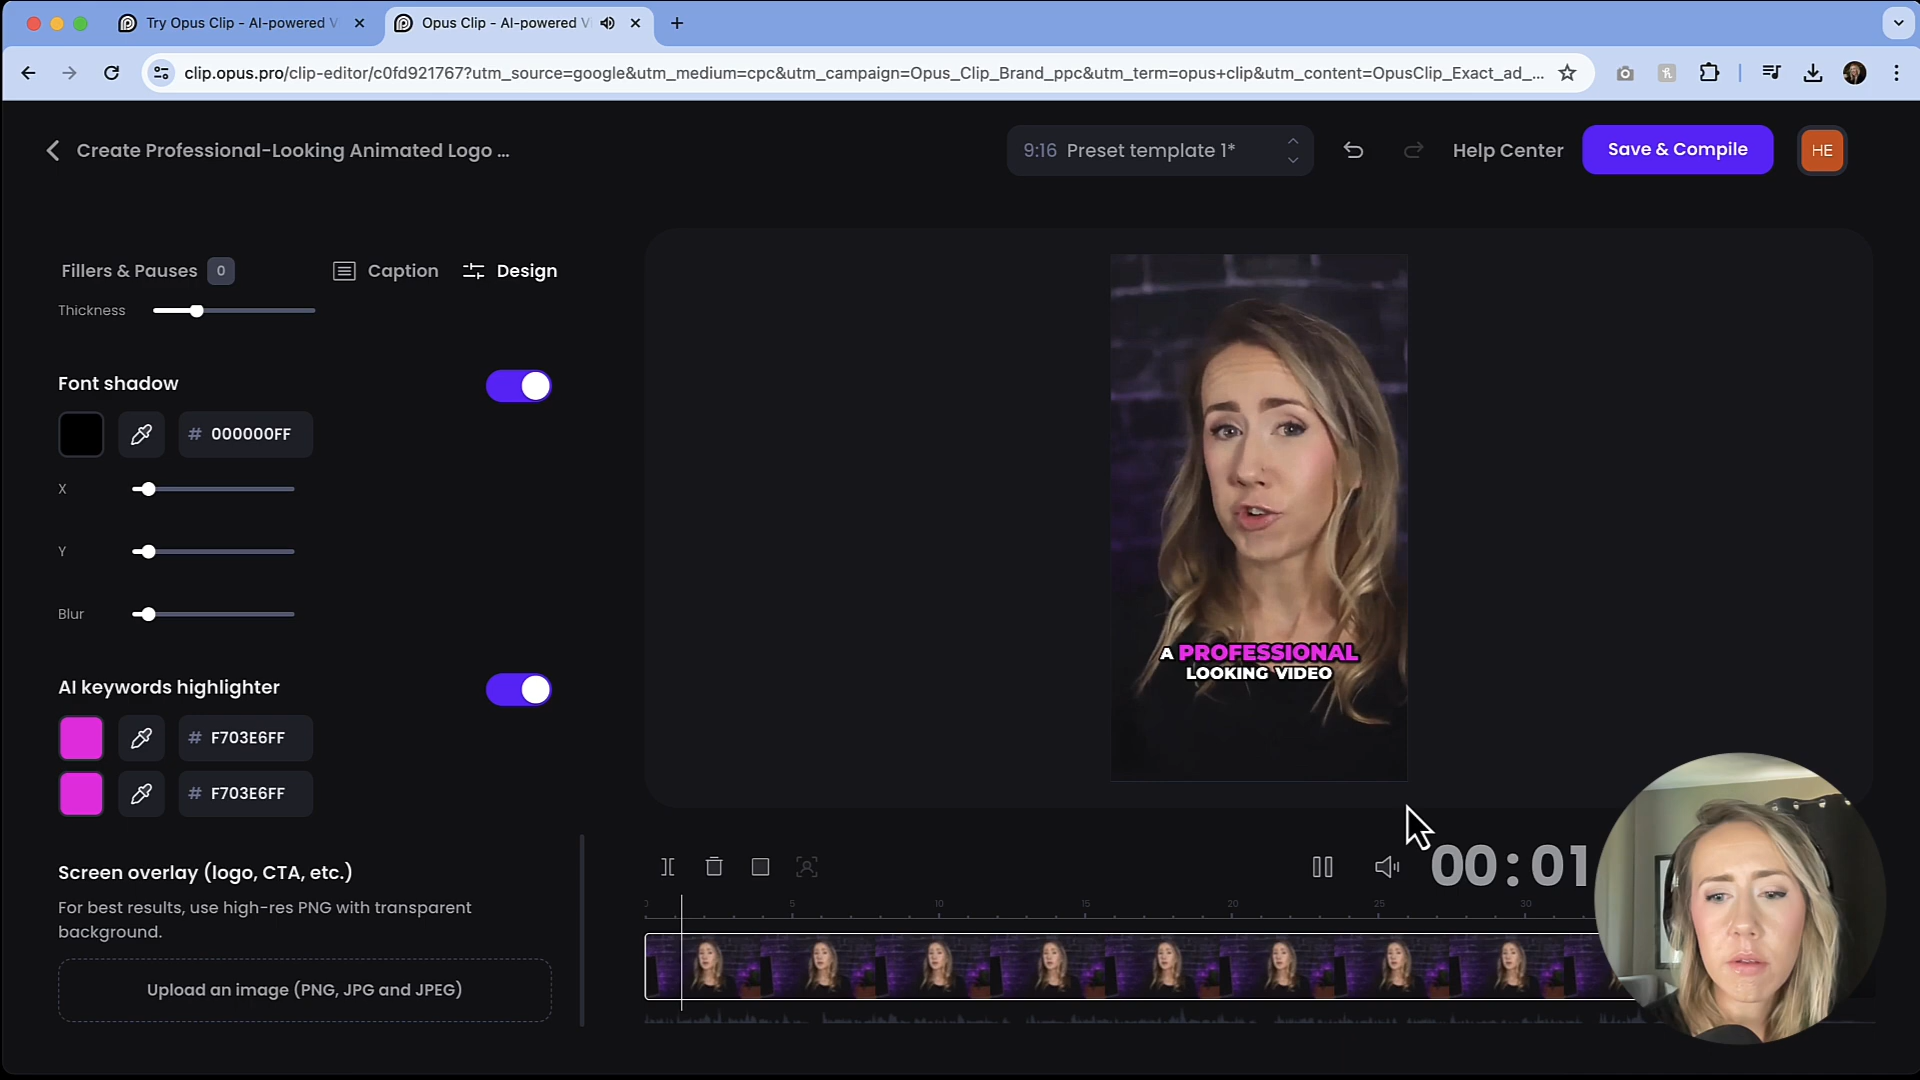 Try Opus Clip - AI-powered V
Opus Clip - AI-powered Vi
clip.opus.pro/clip-editor/c0fd921767?utm_source=google&utm_medium=cpc&utm_campaign=Opus_Clip_Brand_ppc&utm_term=opus+clip&utm_content=OpusClip_Exact_ad_...
Create Professional-Looking Animated Logo ...
9:16 Preset template 1*
Help Center
Save & Compile
HE
Fillers & Pauses 0
Caption
Design
Thickness
Font shadow
# 000000FF
X
Y
Blur
AI keywords highlighter
# F703E6FF
# F703E6FF
Screen overlay (logo, CTA, etc.)
For best results, use high-res PNG with transparent
background.
Upload an image (PNG, JPG and JPEG)
A PROFESSIONAL
LOOKING VIDEO
00:01
0 5 10 15 20 25 30